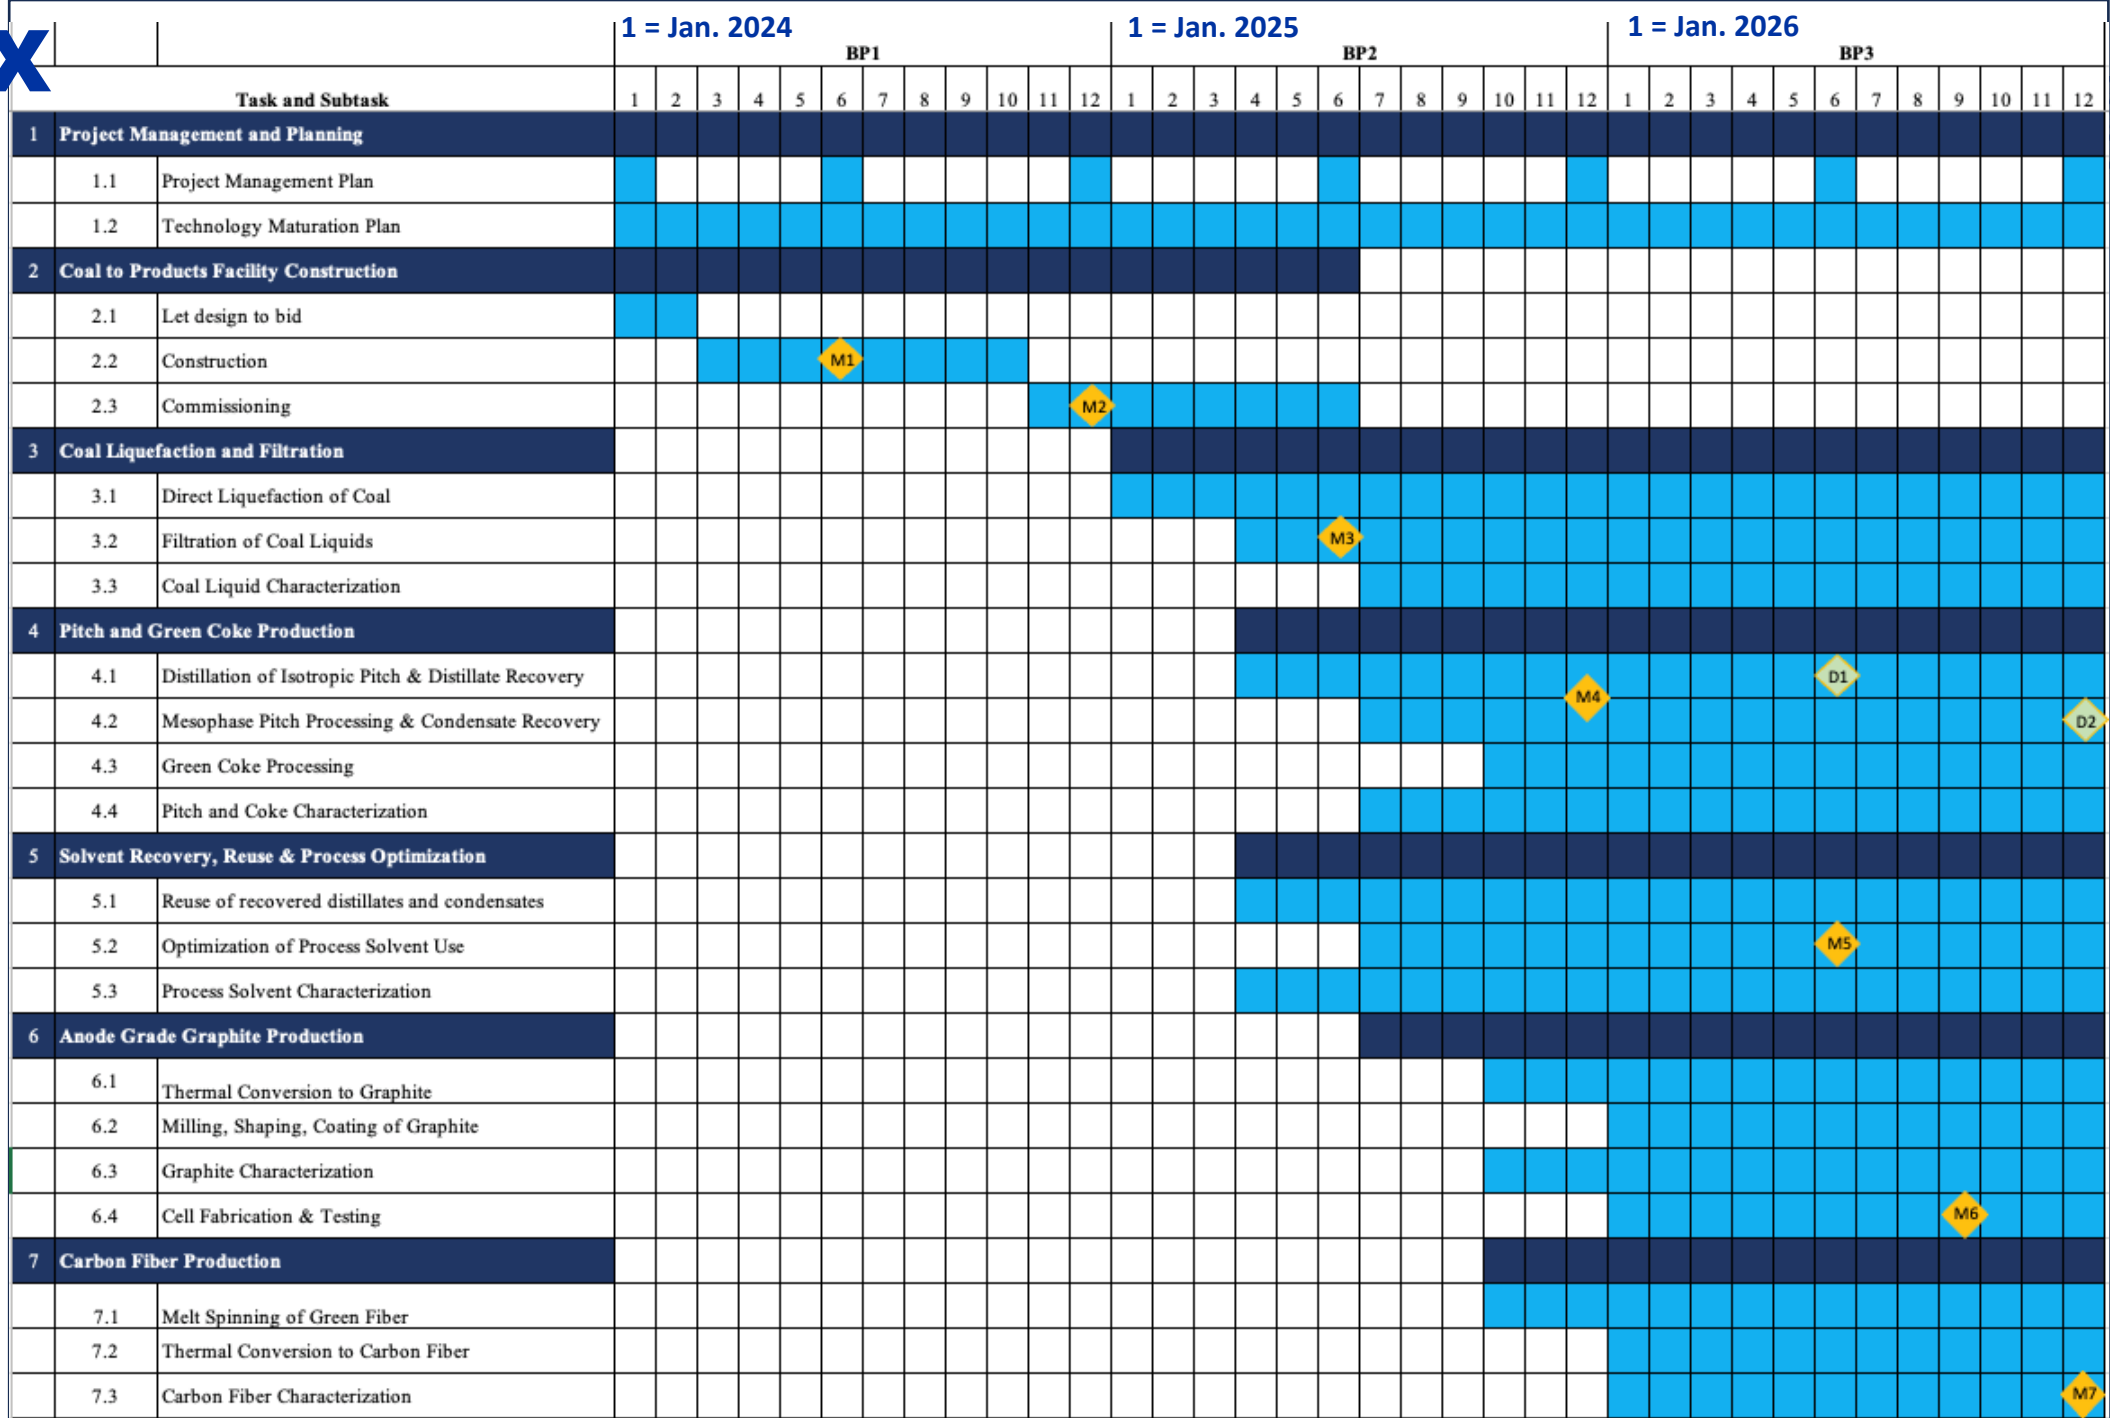 1 = Jan. 2024 1 = Jan. 2025 1 = Jan. 2026
X BP1 BP2 BP3
Task and Subtask 1 2 3 4 5 6 7 8 9 10 11 12 1 2 3 4 5 6 7 8 9 10 11 12 1 2 3 4 5 6 7 8 9 10 11 12
1 Project Management and Planning
1.1 Project Management Plan
1.2 Technology Maturation Plan
2 Coal to Products Facility Construction
2.1 Let design to bid
2.2 Construction M1
2.3 Commissioning M2
3 Coal Liquefaction and Filtration
3.1 Direct Liquefaction of Coal
3.2 Filtration of Coal Liquids M3
3.3 Coal Liquid Characterization
4 Pitch and Green Coke Production
4.1 Distillation of Isotropic Pitch & Distillate Recovery D1
M4
4.2 Mesophase Pitch Processing & Condensate Recovery D2
4.3 Green Coke Processing
4.4 Pitch and Coke Characterization
5 Solvent Recovery, Reuse & Process Optimization
5.1 Reuse of recovered distillates and condensates
5.2 Optimization of Process Solvent Use M5
5.3 Process Solvent Characterization
6 Anode Grade Graphite Production
6.1 Thermal Conversion to Graphite
6.2 Milling, Shaping, Coating of Graphite
6.3 Graphite Characterization
6.4 Cell Fabrication & Testing M6
7 Carbon Fiber Production
7.1 Melt Spinning of Green Fiber
7.2 Thermal Conversion to Carbon Fiber
7.3 Carbon Fiber Characterization M7